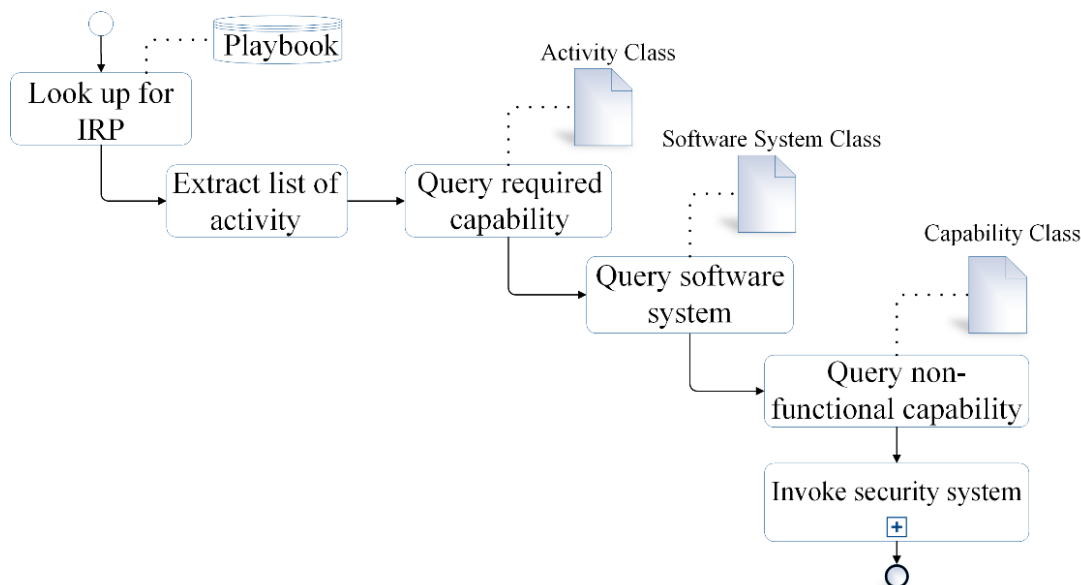 Playbook
Look up for
IRP
Activity Class
Software System Class
Extract list of
activity
Query required
capability
Capability Class
Query software
system
Query non-
functional capability
Invoke security system